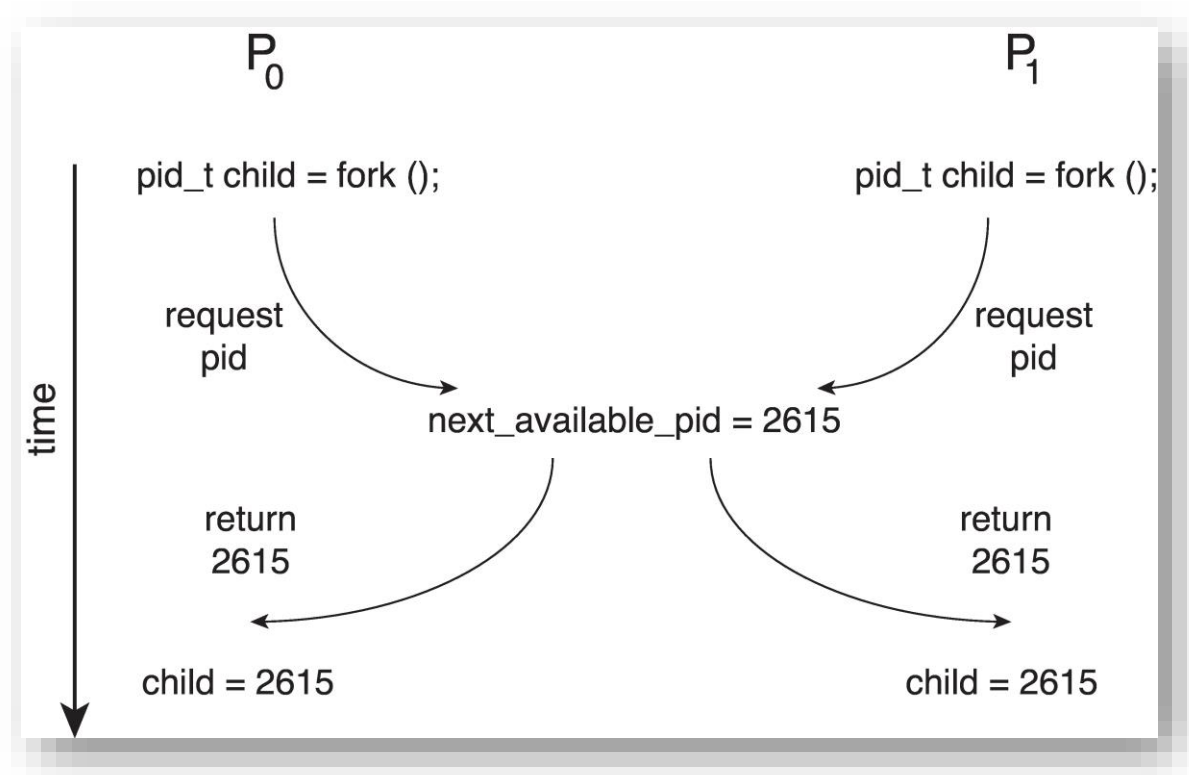 P0
P1
pid_t child = fork ();
pid_t child = fork ();
request
pid
request
pid
next_available_pid = 2615
time
return
2615
return
2615
child = 2615
child = 2615